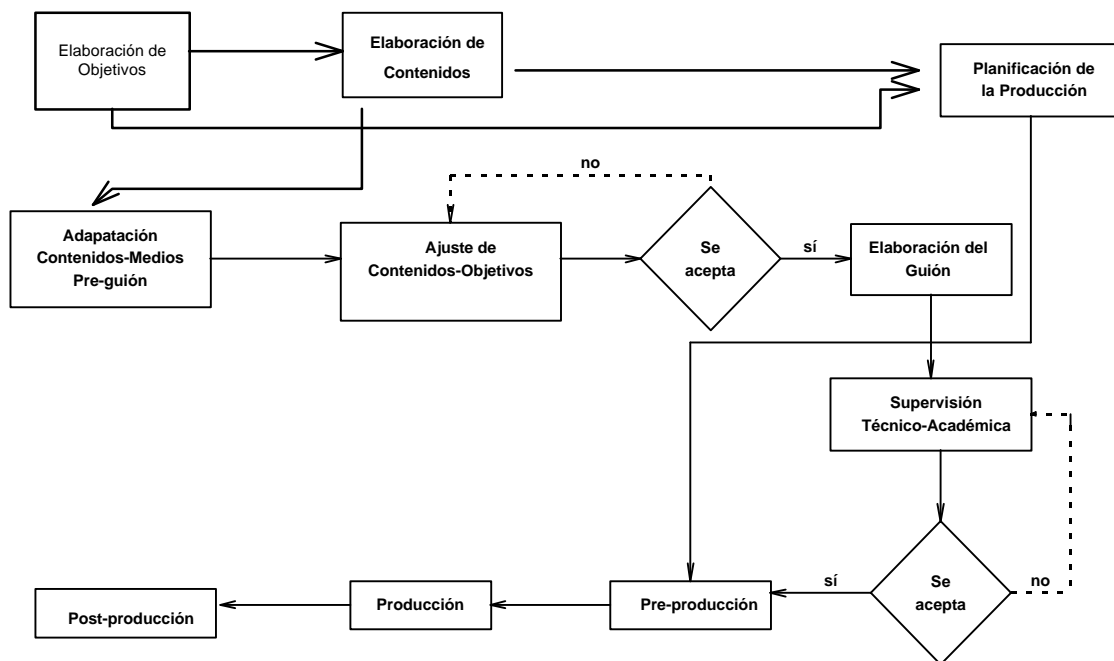 Elaboración de
Objetivos
Elaboración de
Contenidos
Planificación de
la Producción
no
Adapatación
Contenidos-Medios
Pre-guión
Ajuste de
Contenidos-Objetivos
Se
acepta
sí
Elaboración del
Guión
Supervisión
Técnico-Académica
Post-producción
Producción
Pre-producción
sí
Se
acepta
no